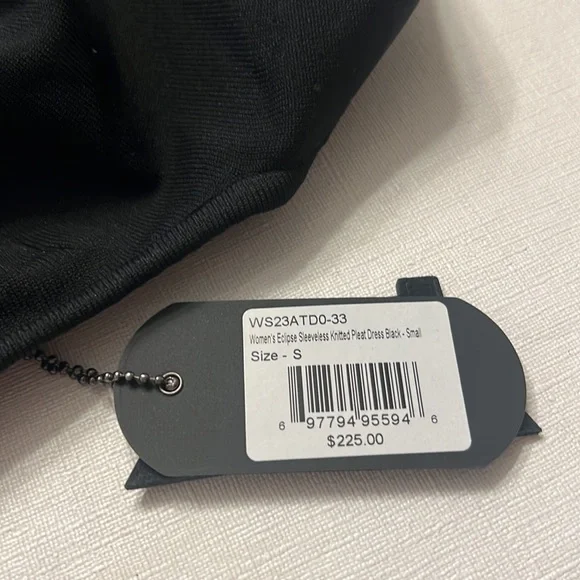 WS23ATD0-33
Women's Eclipse Sleeveless Knitted Pleat Dress Black - Small
Size - S
6 97794 95594 6
$225.00